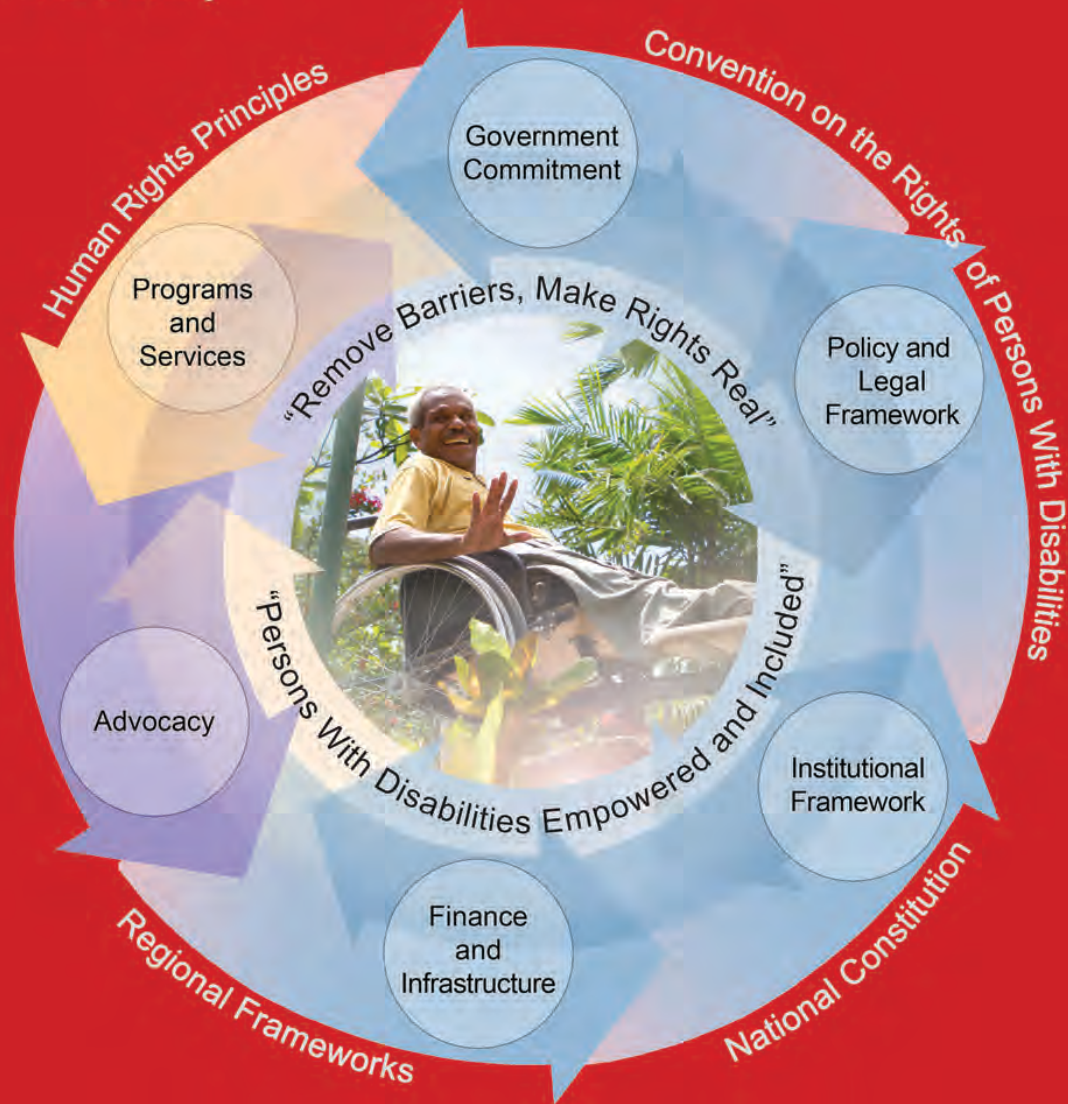 Human Rights Principles
Convention on the Rights of Persons With Disabilities
National Constitution
Regional Frameworks
Government
Commitment
Policy and
Legal
Framework
Institutional
Framework
Finance
and
Infrastructure
Advocacy
Programs
and
Services
“Remove Barriers, Make Rights Real”
“Persons With Disabilities Empowered and Included”